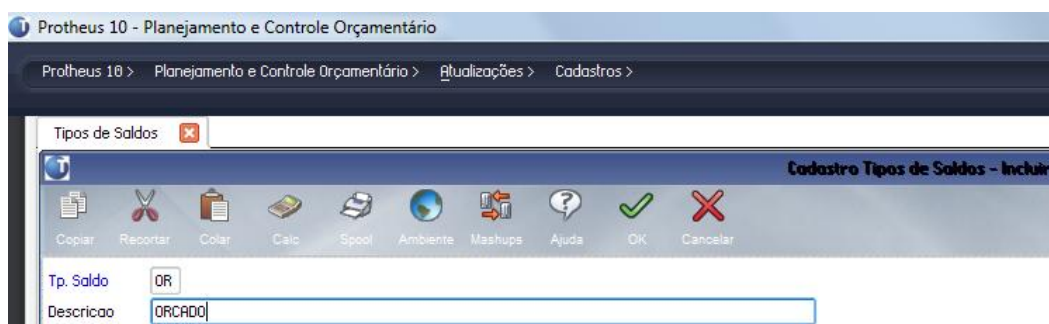 Protheus 10 - Planejamento e Controle Orçamentário
Protheus 10 > Planejamento e Controle Orçamentário > Atualizações > Cadastros >
Tipos de Saldos
Cadastro Tipos de Saldos - Incluir
Copiar Recortar Colar Calc Spool Ambiente Mashups Ajuda OK Cancelar
Tp. Saldo OR
Descricao ORCADO